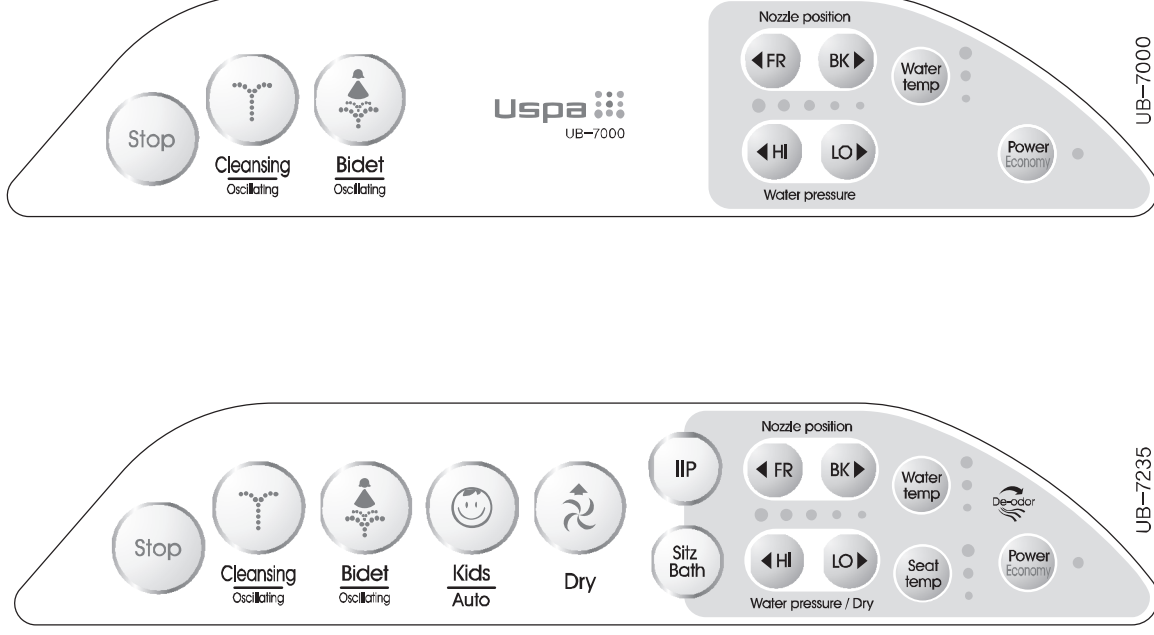 Nozzle position
FR
BK
Water
temp
UB-7000
Stop
Cleansing
Oscillating
Bidet
Oscillating
Uspa
UB-7000
HI
LO
Water pressure
Power
Economy
Nozzle position
IIP
FR
BK
Water
temp
De-odor
UB-7235
Stop
Cleansing
Oscillating
Bidet
Oscillating
Kids
Auto
Dry
Sitz
Bath
HI
LO
Seat
temp
Power
Economy
Water pressure / Dry